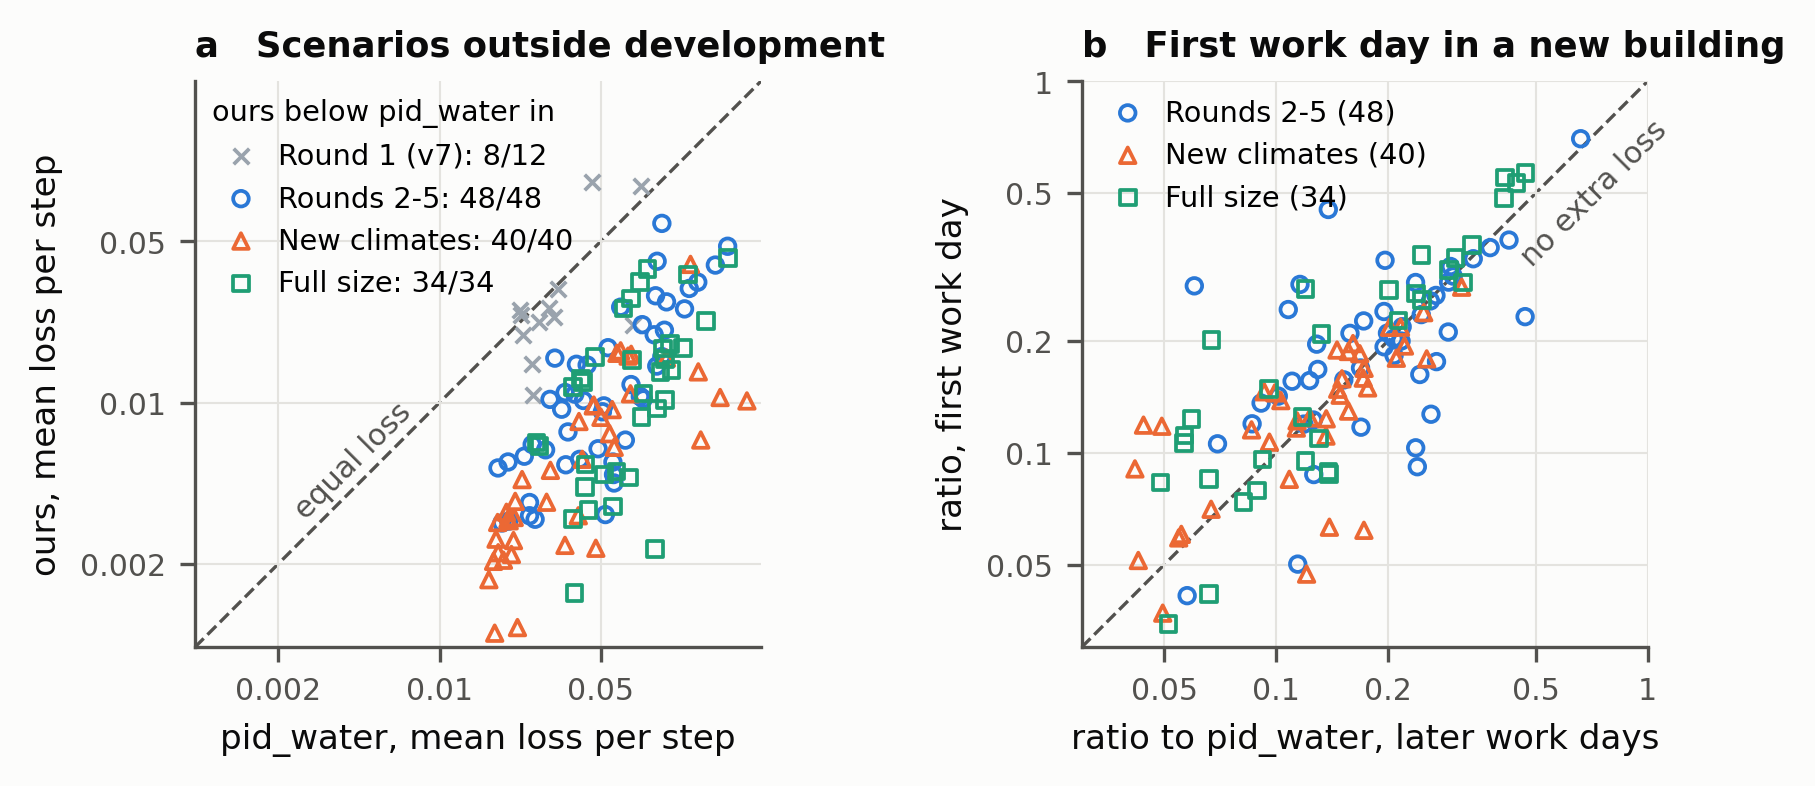 a Scenarios outside development
ours below pid_water in
Round 1 (v7): 8/12
Rounds 2-5: 48/48
New climates: 40/40
Full size: 34/34
equal loss
ours, mean loss per step
0.05
0.01
0.002
0.002 0.01 0.05
pid_water, mean loss per step
b First work day in a new building
Rounds 2-5 (48)
New climates (40)
Full size (34)
no extra loss
ratio, first work day
1
0.5
0.2
0.1
0.05
0.05 0.1 0.2 0.5 1
ratio to pid_water, later work days